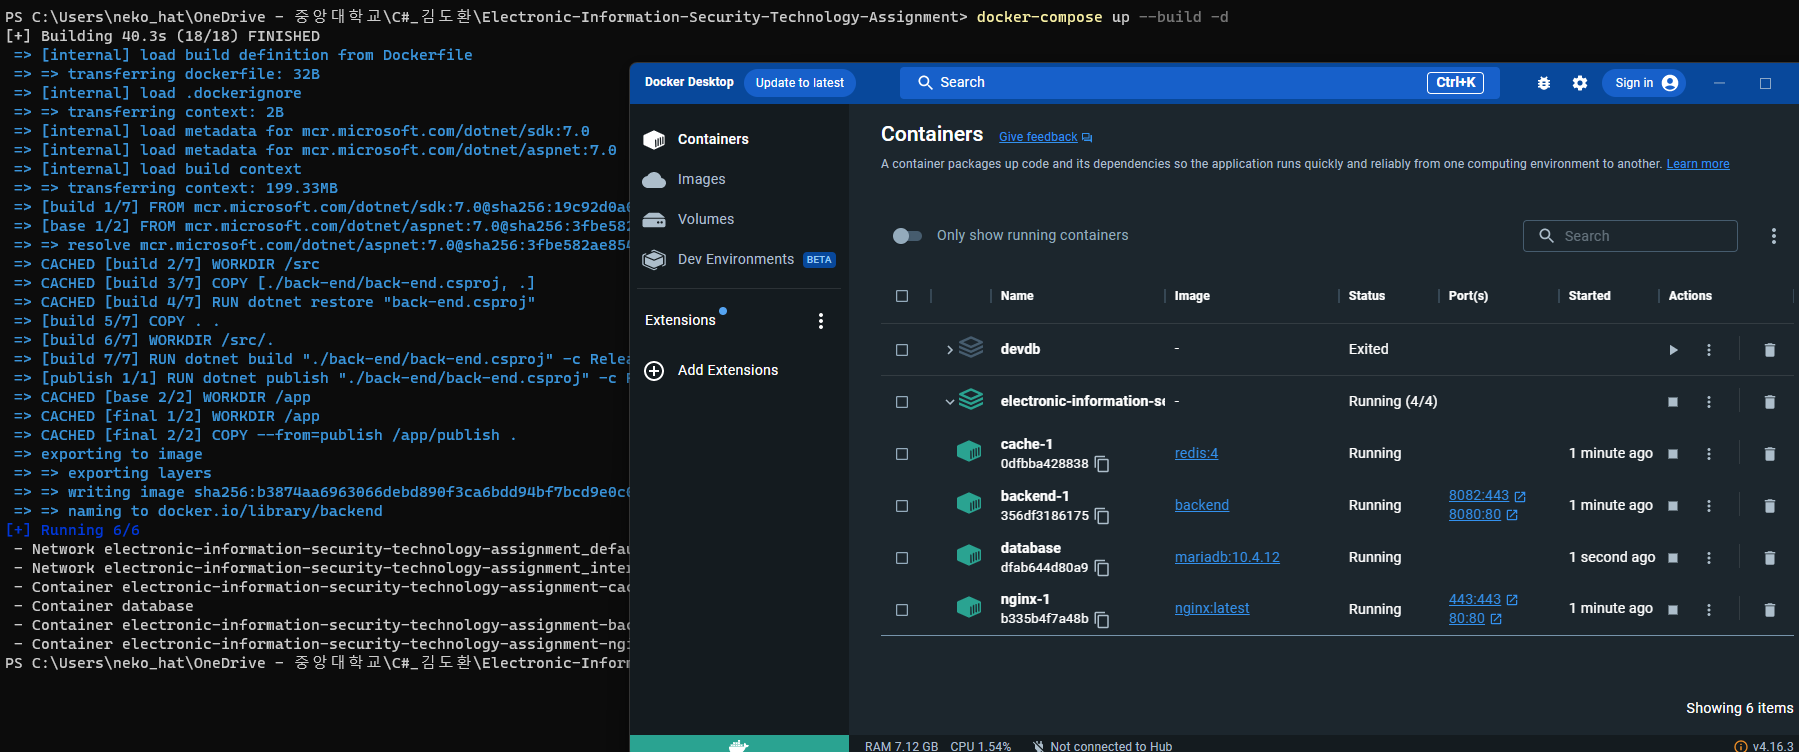 PS C:\Users\neko_hat\OneDrive - 중앙대학교\C#_김도환\Electronic-Information-Security-Technology-Assignment> docker-compose up --build -d
[+] Building 40.3s (18/18) FINISHED
=> [internal] load build definition from Dockerfile
=> => transferring dockerfile: 32B
=> [internal] load .dockerignore
=> => transferring context: 2B
=> [internal] load metadata for mcr.microsoft.com/dotnet/sdk:7.0
=> [internal] load metadata for mcr.microsoft.com/dotnet/aspnet:7.0
=> [internal] load build context
=> => transferring context: 199.33MB
=> [build 1/7] FROM mcr.microsoft.com/dotnet/sdk:7.0@sha256:19c92d0a
=> [base 1/2] FROM mcr.microsoft.com/dotnet/aspnet:7.0@sha256:3fbe582
=> => resolve mcr.microsoft.com/dotnet/aspnet:7.0@sha256:3fbe582ae854
=> CACHED [build 2/7] WORKDIR /src
=> CACHED [build 3/7] COPY [./back-end/back-end.csproj, .]
=> CACHED [build 4/7] RUN dotnet restore "back-end.csproj"
=> [build 5/7] COPY . .
=> [build 6/7] WORKDIR /src/.
=> [build 7/7] RUN dotnet build "./back-end/back-end.csproj" -c Relea
=> [publish 1/1] RUN dotnet publish "./back-end/back-end.csproj" -c
=> CACHED [base 2/2] WORKDIR /app
=> CACHED [final 1/2] WORKDIR /app
=> CACHED [final 2/2] COPY --from=publish /app/publish .
=> exporting to image
=> => exporting layers
=> => writing image sha256:b3874aa6963066debd890f3ca6bdd94bf7bcd9e0c
=> => naming to docker.io/library/backend
[+] Running 6/6
- Network electronic-information-security-technology-assignment_defau
- Network electronic-information-security-technology-assignment_inter
- Container electronic-information-security-technology-assignment-cac
- Container database
- Container electronic-information-security-technology-assignment-bac
- Container electronic-information-security-technology-assignment-ngi
PS C:\Users\neko_hat\OneDrive - 중앙대학교\C#_김도환\Electronic-Inform
Docker Desktop Update to latest Search Ctrl+K Sign in
Containers
Images
Volumes
Dev Environments BETA
Extensions
Add Extensions
Containers Give feedback
A container packages up code and its dependencies so the application runs quickly and reliably from one computing environment to another. Learn more
Only show running containers Search
Name Image Status Port(s) Started Actions
devdb - Exited
electronic-information-se - Running (4/4)
cache-1
0dfbba428838
redis:4 Running 1 minute ago
backend-1
356df3186175
backend Running 8082:443
8080:80
1 minute ago
database
dfab644d80a9
mariadb:10.4.12 Running 1 second ago
nginx-1
b335b4f7a48b
nginx:latest Running 443:443
80:80
1 minute ago
Showing 6 items
RAM 7.12 GB CPU 1.54% Not connected to Hub v4.16.3